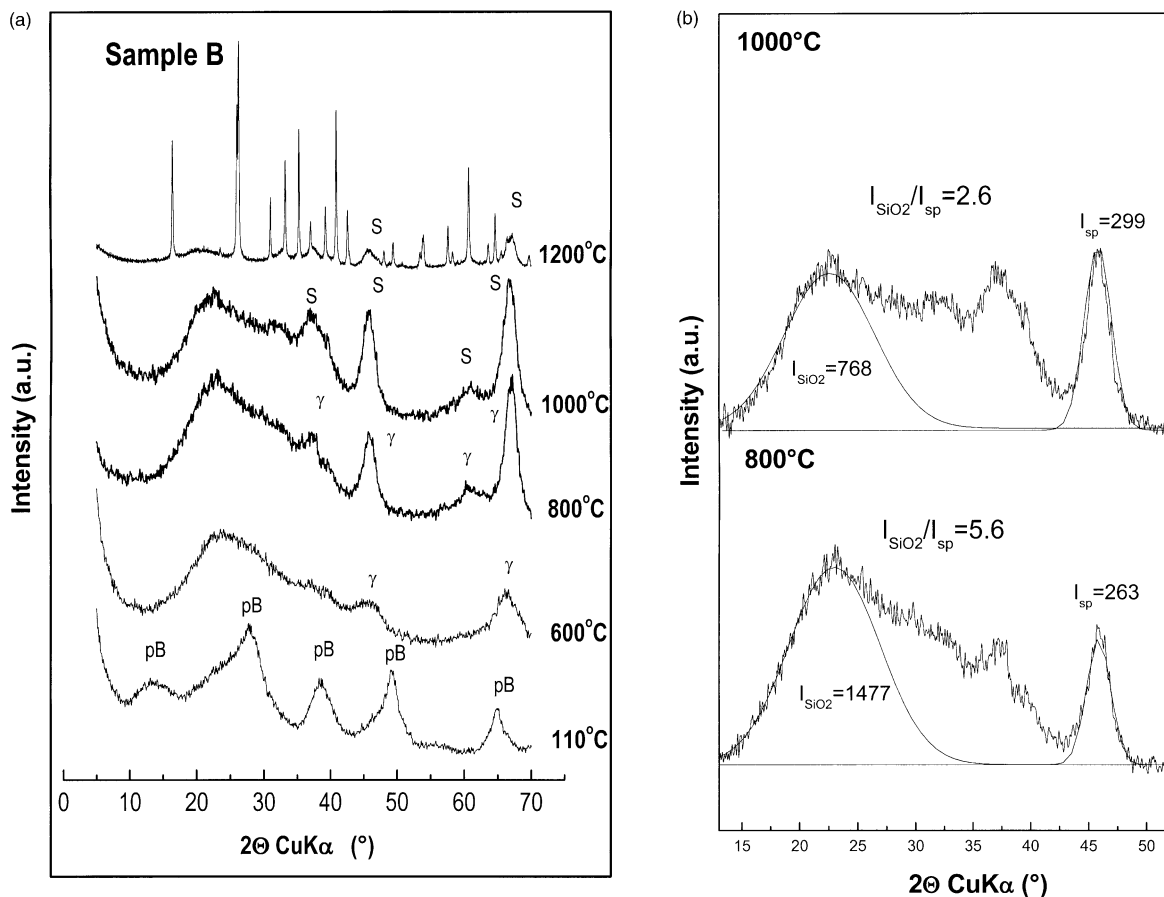 (a)
Sample B
S
S
1200°C
S
S
S
S
1000°C
γ
γ
γ
γ
800°C
γ
γ
600°C
pB
pB
pB
pB
pB
110°C
Intensity (a.u.)
0 10 20 30 40 50 60 70
2Θ CuKα (°)
(b)
1000°C
I_SiO2/I_sp=2.6
I_sp=299
I_SiO2=768
800°C
I_SiO2/I_sp=5.6
I_sp=263
I_SiO2=1477
Intensity (a.u.)
15 20 25 30 35 40 45 50
2Θ CuKα (°)